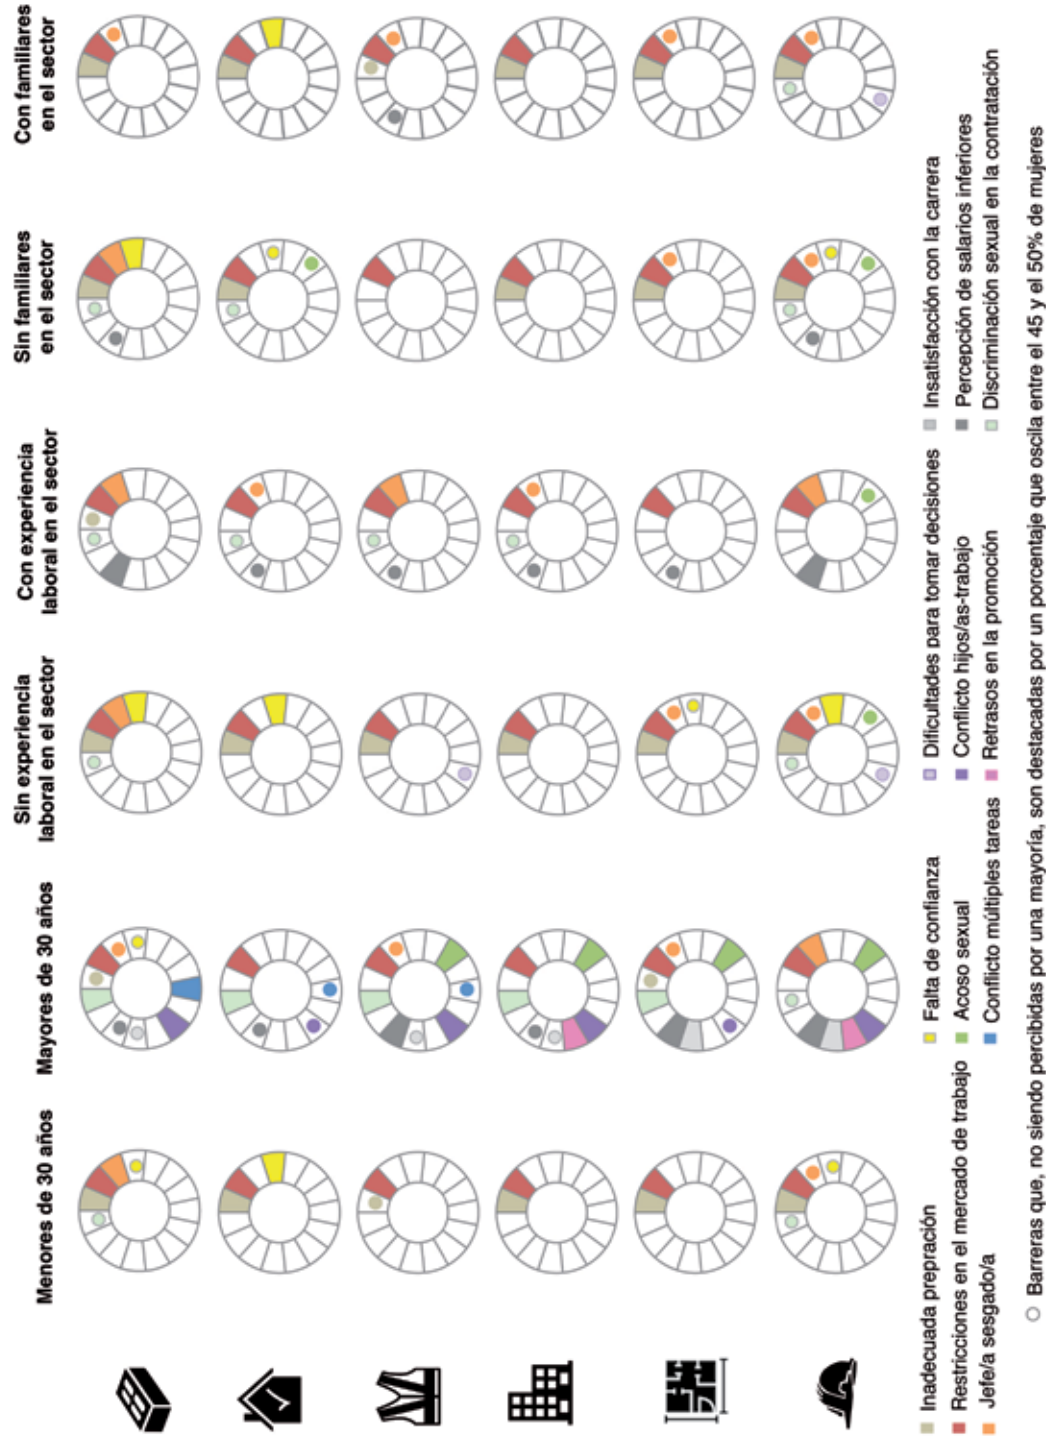 Menores de 30 años
Mayores de 30 años
Sin experiencia
laboral en el sector
Con experiencia
laboral en el sector
Sin familiares
en el sector
Con familiares
en el sector
Inadecuada prepración
Restricciones en el mercado de trabajo
Jefe/a sesgado/a
Falta de confianza
Acoso sexual
Conflicto múltiples tareas
Dificultades para tomar decisiones
Conflicto hijos/as-trabajo
Retrasos en la promoción
Insatisfacción con la carrera
Percepción de salarios inferiores
Discriminación sexual en la contratación
Barreras que, no siendo percibidas por una mayoría, son destacadas por un porcentaje que oscila entre el 45 y el 50% de mujeres